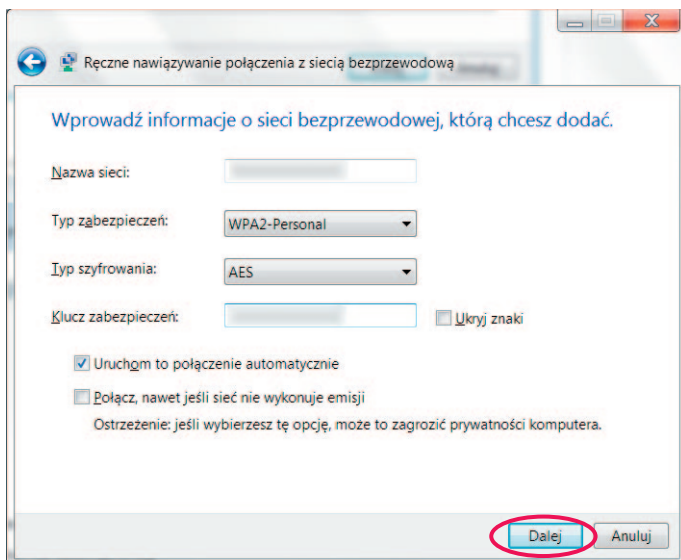 Ręczne nawiązywanie połączenia z siecią bezprzewodową
Wprowadź informacje o sieci bezprzewodowej, którą chcesz dodać.
Nazwa sieci:
Typ zabezpieczeń: WPA2-Personal
Typ szyfrowania: AES
Klucz zabezpieczeń: Ukryj znaki
Uruchom to połączenie automatycznie
Połącz, nawet jeśli sieć nie wykonuje emisji
Ostrzeżenie: jeśli wybierzesz tę opcję, może to zagrozić prywatności komputera.
Dalej Anuluj